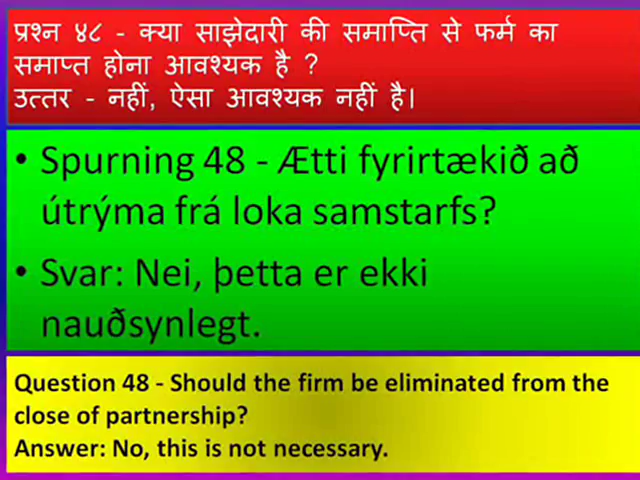 प्रश्न ४८ - क्या साझेदारी की समाप्ति से फर्म का
समाप्त होना आवश्यक है ?
उत्तर - नहीं, ऐसा आवश्यक नहीं है।
• Spurning 48 - Ætti fyrirtækið að
útrýma frá loka samstarfs?
• Svar: Nei, þetta er ekki
nauðsynlegt.
Question 48 - Should the firm be eliminated from the
close of partnership?
Answer: No, this is not necessary.